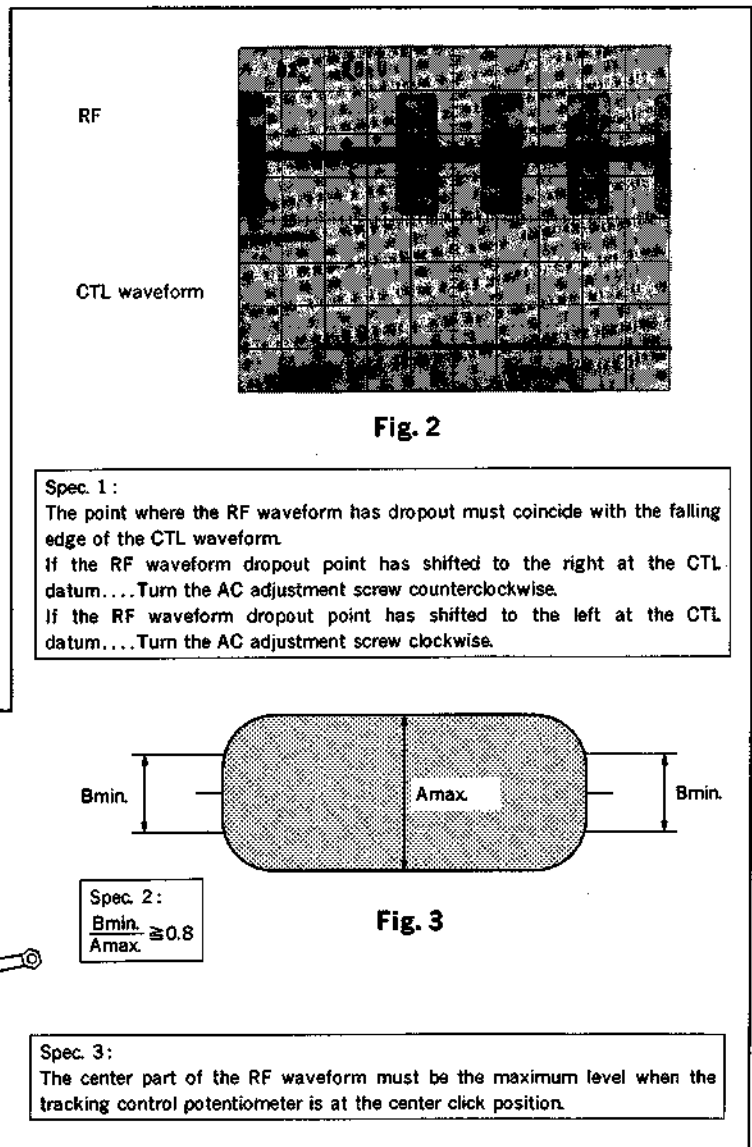 RF
CTL waveform
Fig. 2
Spec. 1 :
The point where the RF waveform has dropout must coincide with the falling
edge of the CTL waveform.
If the RF waveform dropout point has shifted to the right at the CTL
datum....Turn the AC adjustment screw counterclockwise.
If the RF waveform dropout point has shifted to the left at the CTL
datum....Turn the AC adjustment screw clockwise.
Bmin.
Amax.
Bmin.
Spec. 2 :
Bmin.
Amax. ≧0.8
Fig. 3
Spec. 3 :
The center part of the RF waveform must be the maximum level when the
tracking control potentiometer is at the center click position.